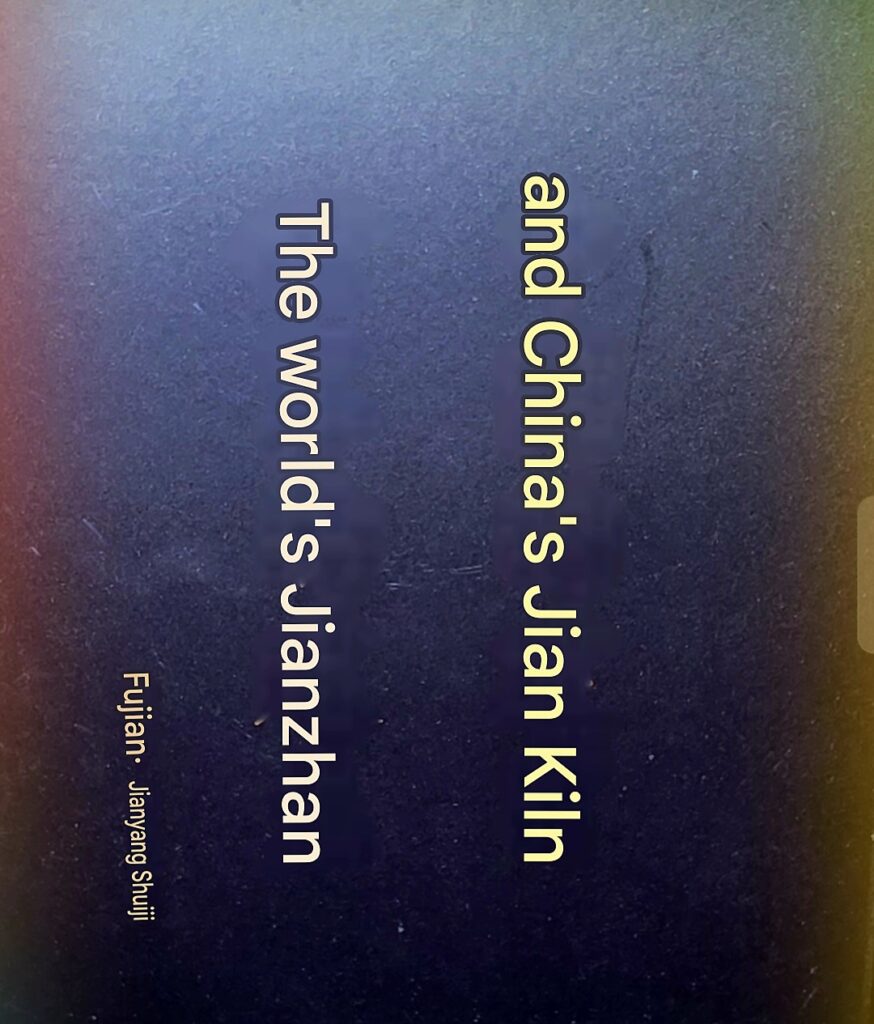 and China's Jian Kiln
The world's Jianzhan
Fujian· Jianyang Shuiji